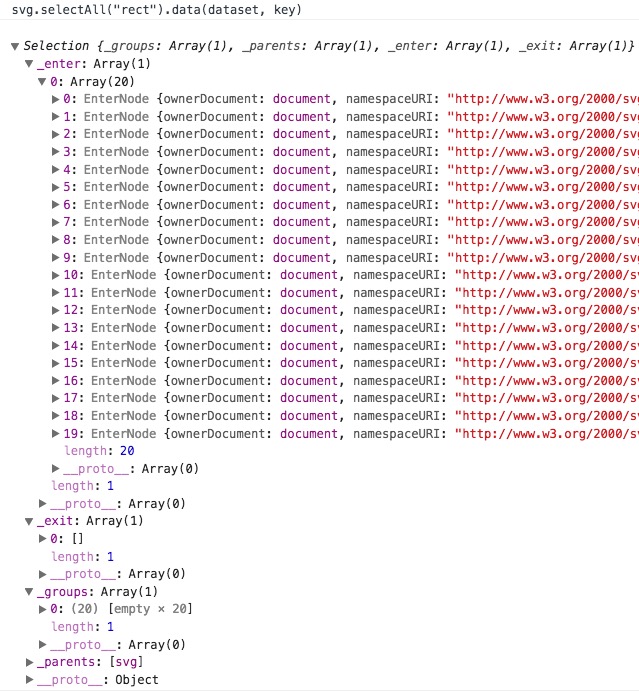 svg.selectAll("rect").data(dataset, key)
▼ Selection {_groups: Array(1), _parents: Array(1), _enter: Array(1), _exit: Array(1)}
▼ _enter: Array(1)
▼ 0: Array(20)
▶ 0: EnterNode {ownerDocument: document, namespaceURI: "http://www.w3.org/2000/svg
▶ 1: EnterNode {ownerDocument: document, namespaceURI: "http://www.w3.org/2000/svg
▶ 2: EnterNode {ownerDocument: document, namespaceURI: "http://www.w3.org/2000/svg
▶ 3: EnterNode {ownerDocument: document, namespaceURI: "http://www.w3.org/2000/svg
▶ 4: EnterNode {ownerDocument: document, namespaceURI: "http://www.w3.org/2000/svg
▶ 5: EnterNode {ownerDocument: document, namespaceURI: "http://www.w3.org/2000/svg
▶ 6: EnterNode {ownerDocument: document, namespaceURI: "http://www.w3.org/2000/svg
▶ 7: EnterNode {ownerDocument: document, namespaceURI: "http://www.w3.org/2000/svg
▶ 8: EnterNode {ownerDocument: document, namespaceURI: "http://www.w3.org/2000/svg
▶ 9: EnterNode {ownerDocument: document, namespaceURI: "http://www.w3.org/2000/svg
▶ 10: EnterNode {ownerDocument: document, namespaceURI: "http://www.w3.org/2000/sv
▶ 11: EnterNode {ownerDocument: document, namespaceURI: "http://www.w3.org/2000/sv
▶ 12: EnterNode {ownerDocument: document, namespaceURI: "http://www.w3.org/2000/sv
▶ 13: EnterNode {ownerDocument: document, namespaceURI: "http://www.w3.org/2000/sv
▶ 14: EnterNode {ownerDocument: document, namespaceURI: "http://www.w3.org/2000/sv
▶ 15: EnterNode {ownerDocument: document, namespaceURI: "http://www.w3.org/2000/sv
▶ 16: EnterNode {ownerDocument: document, namespaceURI: "http://www.w3.org/2000/sv
▶ 17: EnterNode {ownerDocument: document, namespaceURI: "http://www.w3.org/2000/sv
▶ 18: EnterNode {ownerDocument: document, namespaceURI: "http://www.w3.org/2000/sv
▶ 19: EnterNode {ownerDocument: document, namespaceURI: "http://www.w3.org/2000/sv
length: 20
▶ __proto__: Array(0)
length: 1
▶ __proto__: Array(0)
▼ _exit: Array(1)
▶ 0: []
length: 1
▶ __proto__: Array(0)
▼ _groups: Array(1)
▶ 0: (20) [empty × 20]
length: 1
▶ __proto__: Array(0)
▶ _parents: [svg]
▶ __proto__: Object